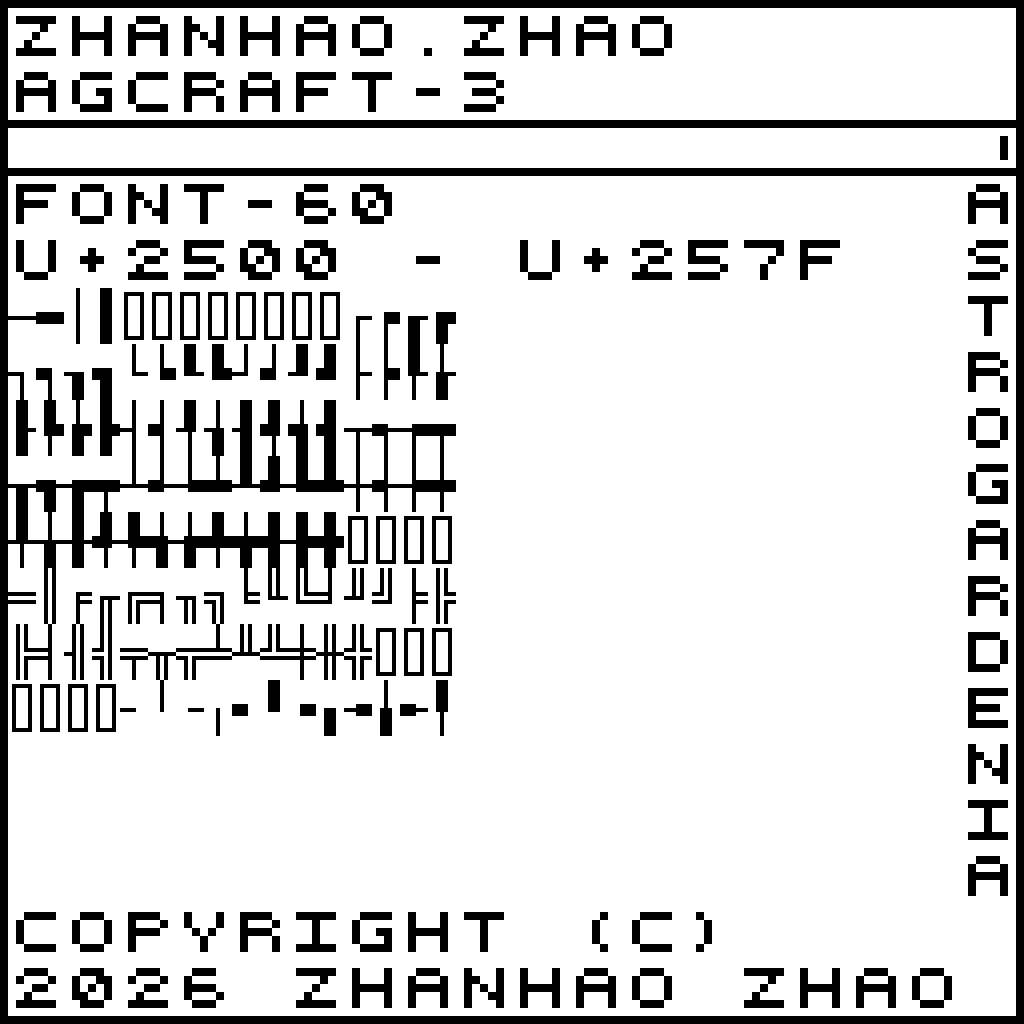 ZHANHAO.ZHAO
AGCRAFT-3
FONT-60
U+2500 - U+257F
─━│┃▯▯▯▯▯▯▯▯┌┍┎┏
┐┑┒┓└┕┖┗┘┙┚┛├┝┞┟
┠┡┢┣┤┥┦┧┨┩┪┫┬┭┮┯
┰┱┲┳┴┵┶┷┸┹┺┻┼┽┾┿
╀╁╂╃╄╅╆╇╈╉╊╋▯▯▯▯
═║╒╓╔╕╖╗╘╙╚╛╜╝╞╟
╠╡╢╣╤╥╦╧╨╩╪╫╬▯▯▯
▯▯▯▯╴╵╶╷╸╹╺╻╼╽╾╿
ASTROGARDENIA
COPYRIGHT (C)
2026 ZHANHAO ZHAO